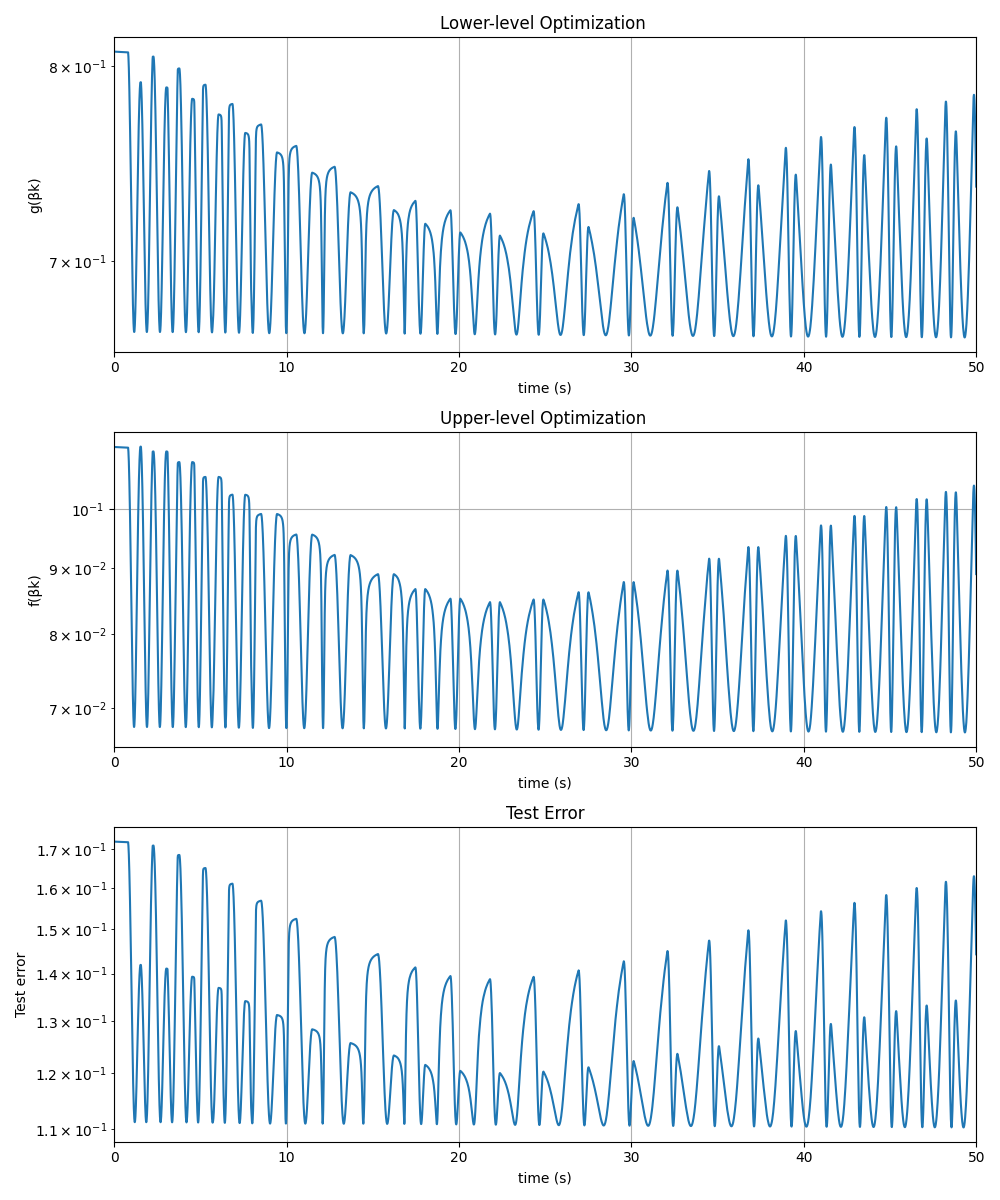 Lower-level Optimization
8 × 10⁻¹
7 × 10⁻¹
g(βk)
0 10 20 30 40 50
time (s)
Upper-level Optimization
10⁻¹
9 × 10⁻²
8 × 10⁻²
7 × 10⁻²
f(βk)
0 10 20 30 40 50
time (s)
Test Error
1.7 × 10⁻¹
1.6 × 10⁻¹
1.5 × 10⁻¹
1.4 × 10⁻¹
1.3 × 10⁻¹
1.2 × 10⁻¹
1.1 × 10⁻¹
Test error
0 10 20 30 40 50
time (s)